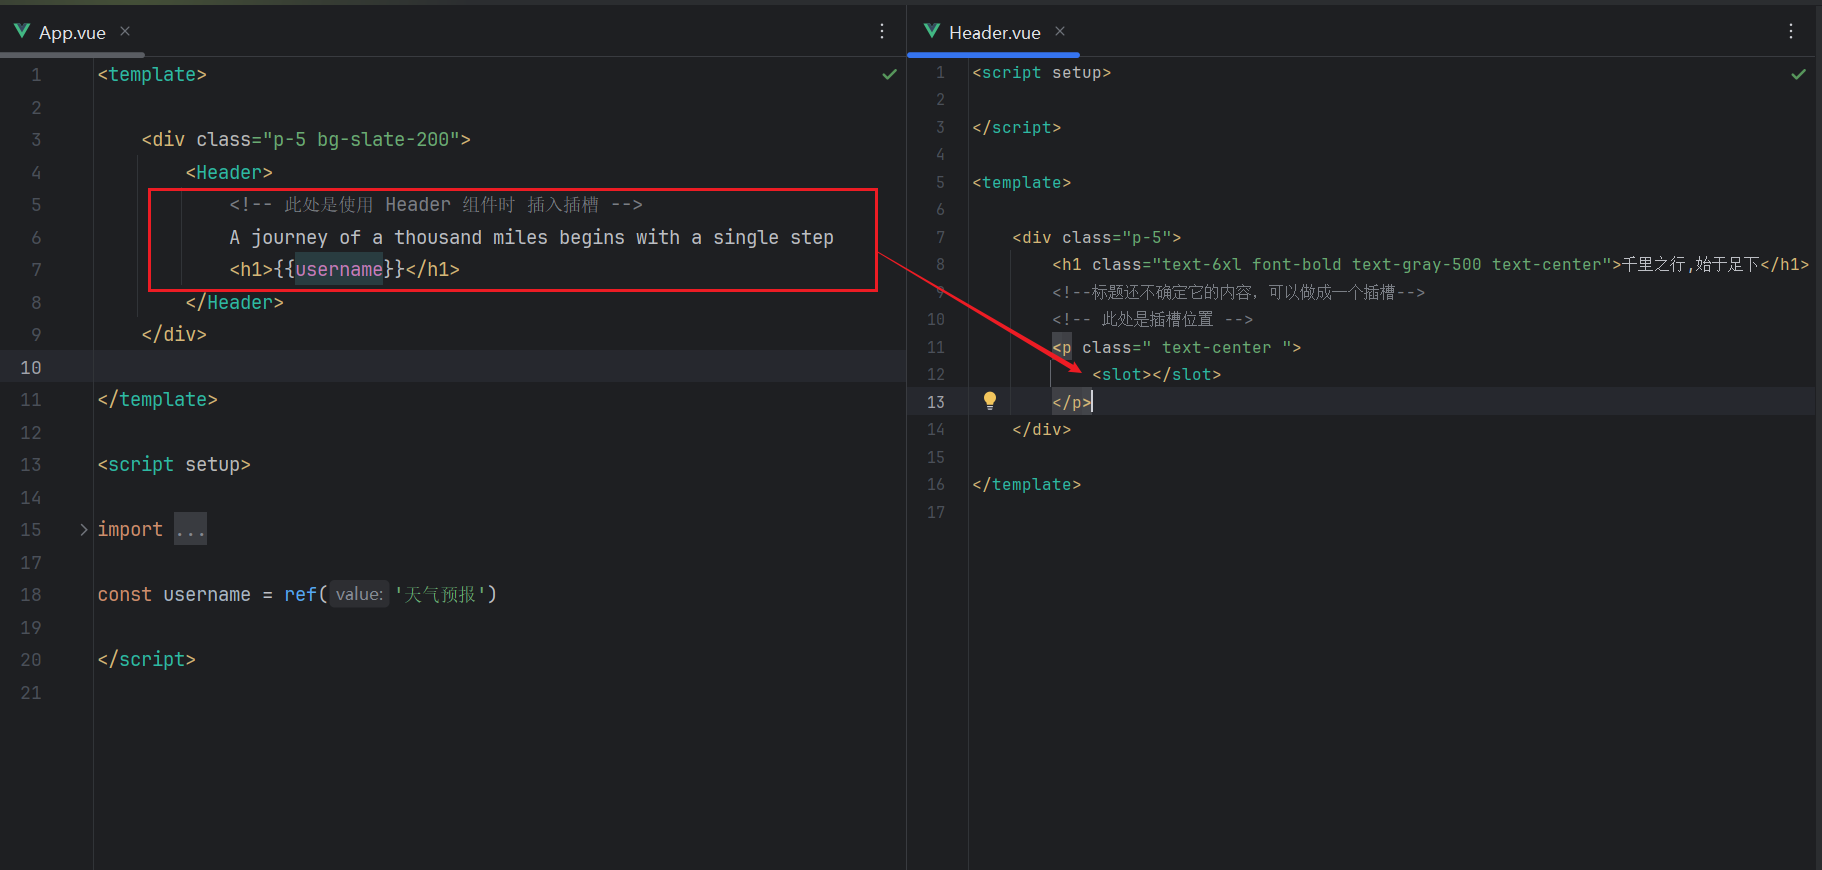 App.vue
1 <template>
2
3 <div class="p-5 bg-slate-200">
4 <Header>
5 <!-- 此处是使用 Header 组件时 插入插槽 -->
6 A journey of a thousand miles begins with a single step
7 <h1>{{username}}</h1>
8 </Header>
9 </div>
10
11 </template>
12
13 <script setup>
14
15 import ...
17
18 const username = ref( value: '天气预报')
19
20 </script>
21
Header.vue
1 <script setup>
2
3 </script>
4
5 <template>
6
7 <div class="p-5">
8 <h1 class="text-6xl font-bold text-gray-500 text-center">千里之行,始于足下</h1>
9 <!--标题还不确定它的内容，可以做成一个插槽-->
10 <!-- 此处是插槽位置 -->
11 <p class=" text-center ">
12 <slot></slot>
13 </p>
14 </div>
15
16 </template>
17